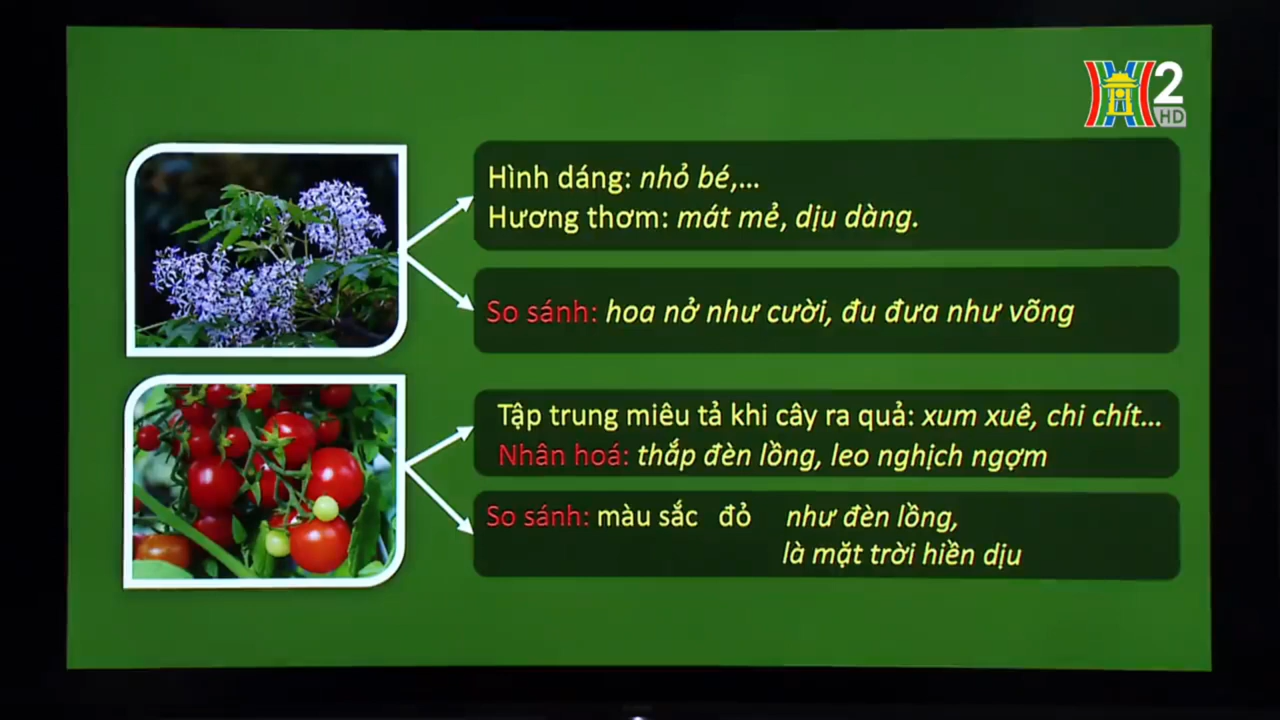 2
HD
Hình dáng: nhỏ bé,...
Hương thơm: mát mẻ, dịu dàng.
So sánh: hoa nở như cười, đu đưa như võng
Tập trung miêu tả khi cây ra quả: xum xuê, chi chít...
Nhân hoá: thắp đèn lồng, leo nghịch ngợm
So sánh: màu sắc đỏ như đèn lồng,
là mặt trời hiền dịu